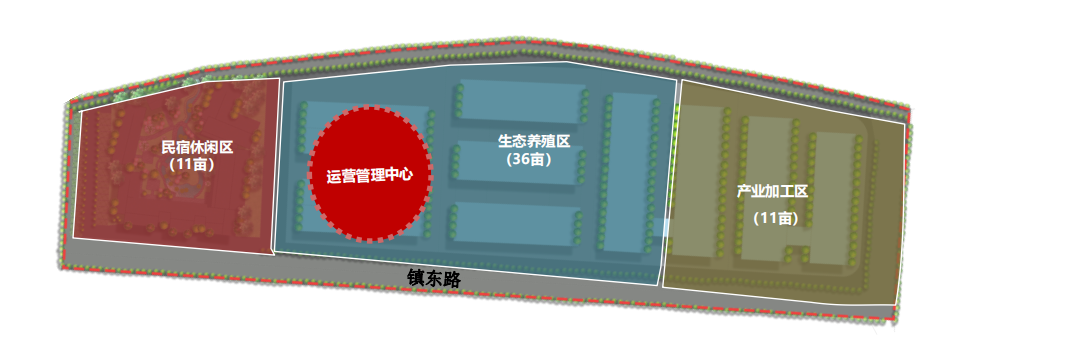 民宿休闲区
（11亩）
运营管理中心
生态养殖区
（36亩）
产业加工区
（11亩）
镇东路